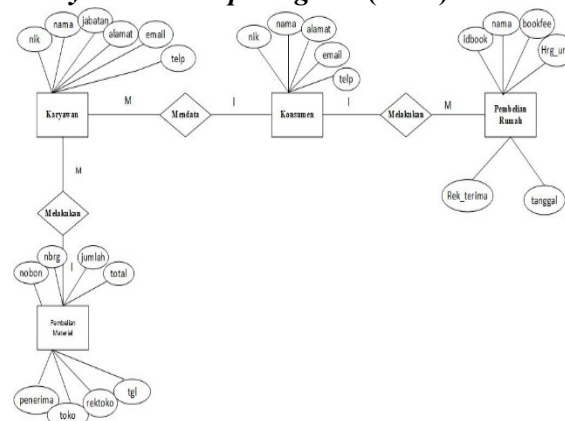 nik
nama
jabatan
alamat
email
telp
nik
nama
alamat
email
telp
idbook
nama
bookfee
Karyawan
M
Mendata
I
Konsumen
I
Melakukan
M
Pembelian
Rumah
M
Rek_terima
tanggal
Melakukan
I
nobon
nbrg
jumlah
total
Pembelian
Material
penerima
toko
rektoko
tgl